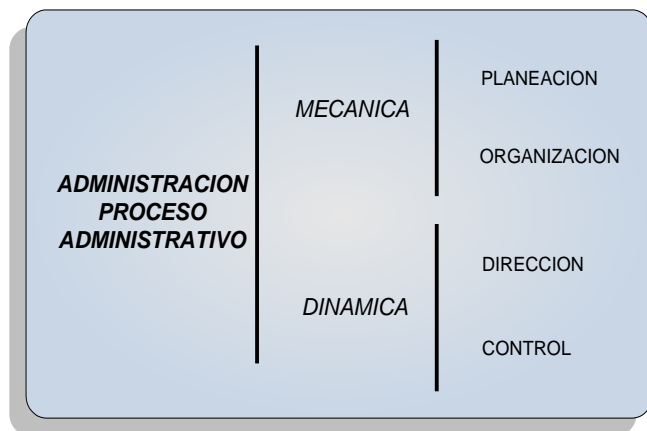 ADMINISTRACION
PROCESO
ADMINISTRATIVO
MECANICA
PLANEACION
ORGANIZACION
DINAMICA
DIRECCION
CONTROL